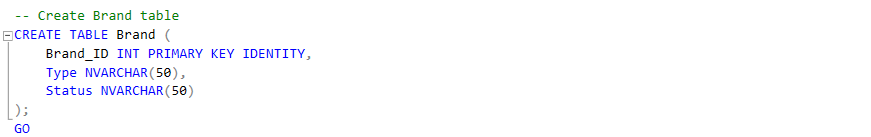 -- Create Brand table
CREATE TABLE Brand (
    Brand_ID INT PRIMARY KEY IDENTITY,
    Type NVARCHAR(50),
    Status NVARCHAR(50)
);
GO